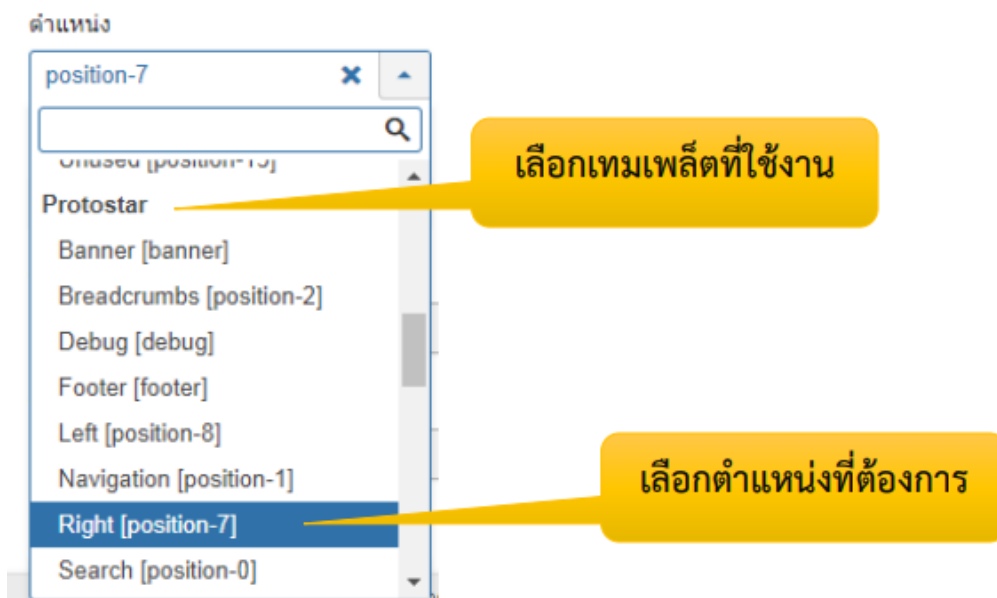 ตำแหน่ง
position-7
Unused [position-15]
เลือกเทมเพล็ตที่ใช้งาน
Protostar
Banner [banner]
Breadcrumbs [position-2]
Debug [debug]
Footer [footer]
Left [position-8]
Navigation [position-1]
เลือกตำแหน่งที่ต้องการ
Right [position-7]
Search [position-0]